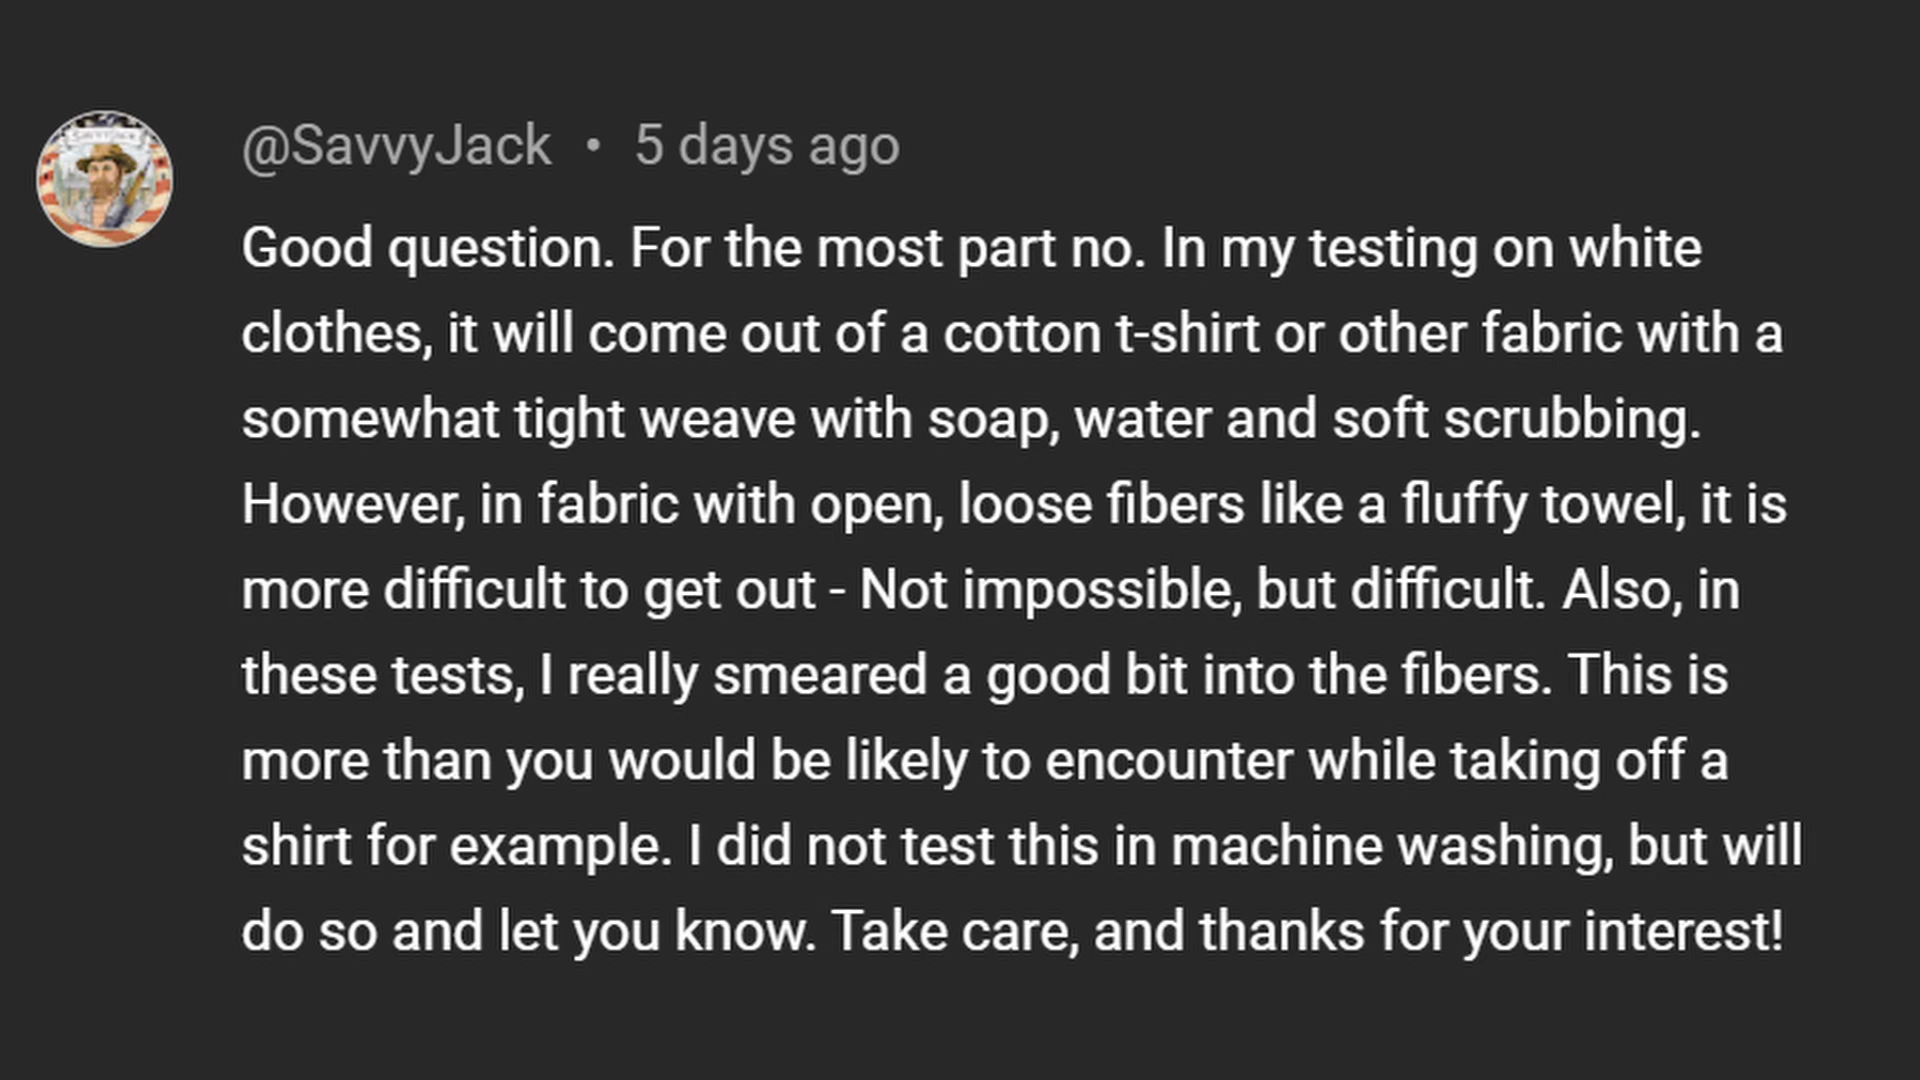 @SavvyJack • 5 days ago
Good question. For the most part no. In my testing on white
clothes, it will come out of a cotton t-shirt or other fabric with a
somewhat tight weave with soap, water and soft scrubbing.
However, in fabric with open, loose fibers like a fluffy towel, it is
more difficult to get out - Not impossible, but difficult. Also, in
these tests, I really smeared a good bit into the fibers. This is
more than you would be likely to encounter while taking off a
shirt for example. I did not test this in machine washing, but will
do so and let you know. Take care, and thanks for your interest!